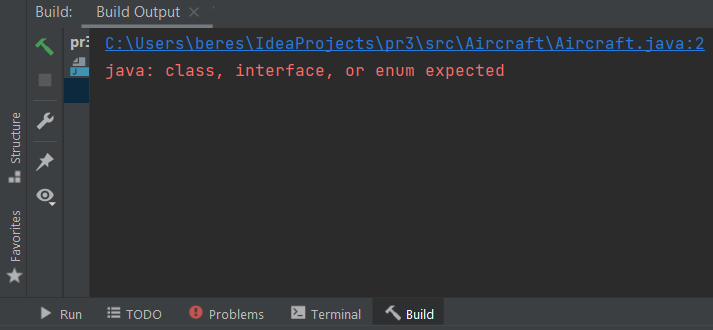 Build:
Build Output
pr3
C:\Users\beres\IdeaProjects\pr3\src\Aircraft\Aircraft.java:2
java: class, interface, or enum expected
Structure
Favorites
Run
TODO
Problems
Terminal
Build